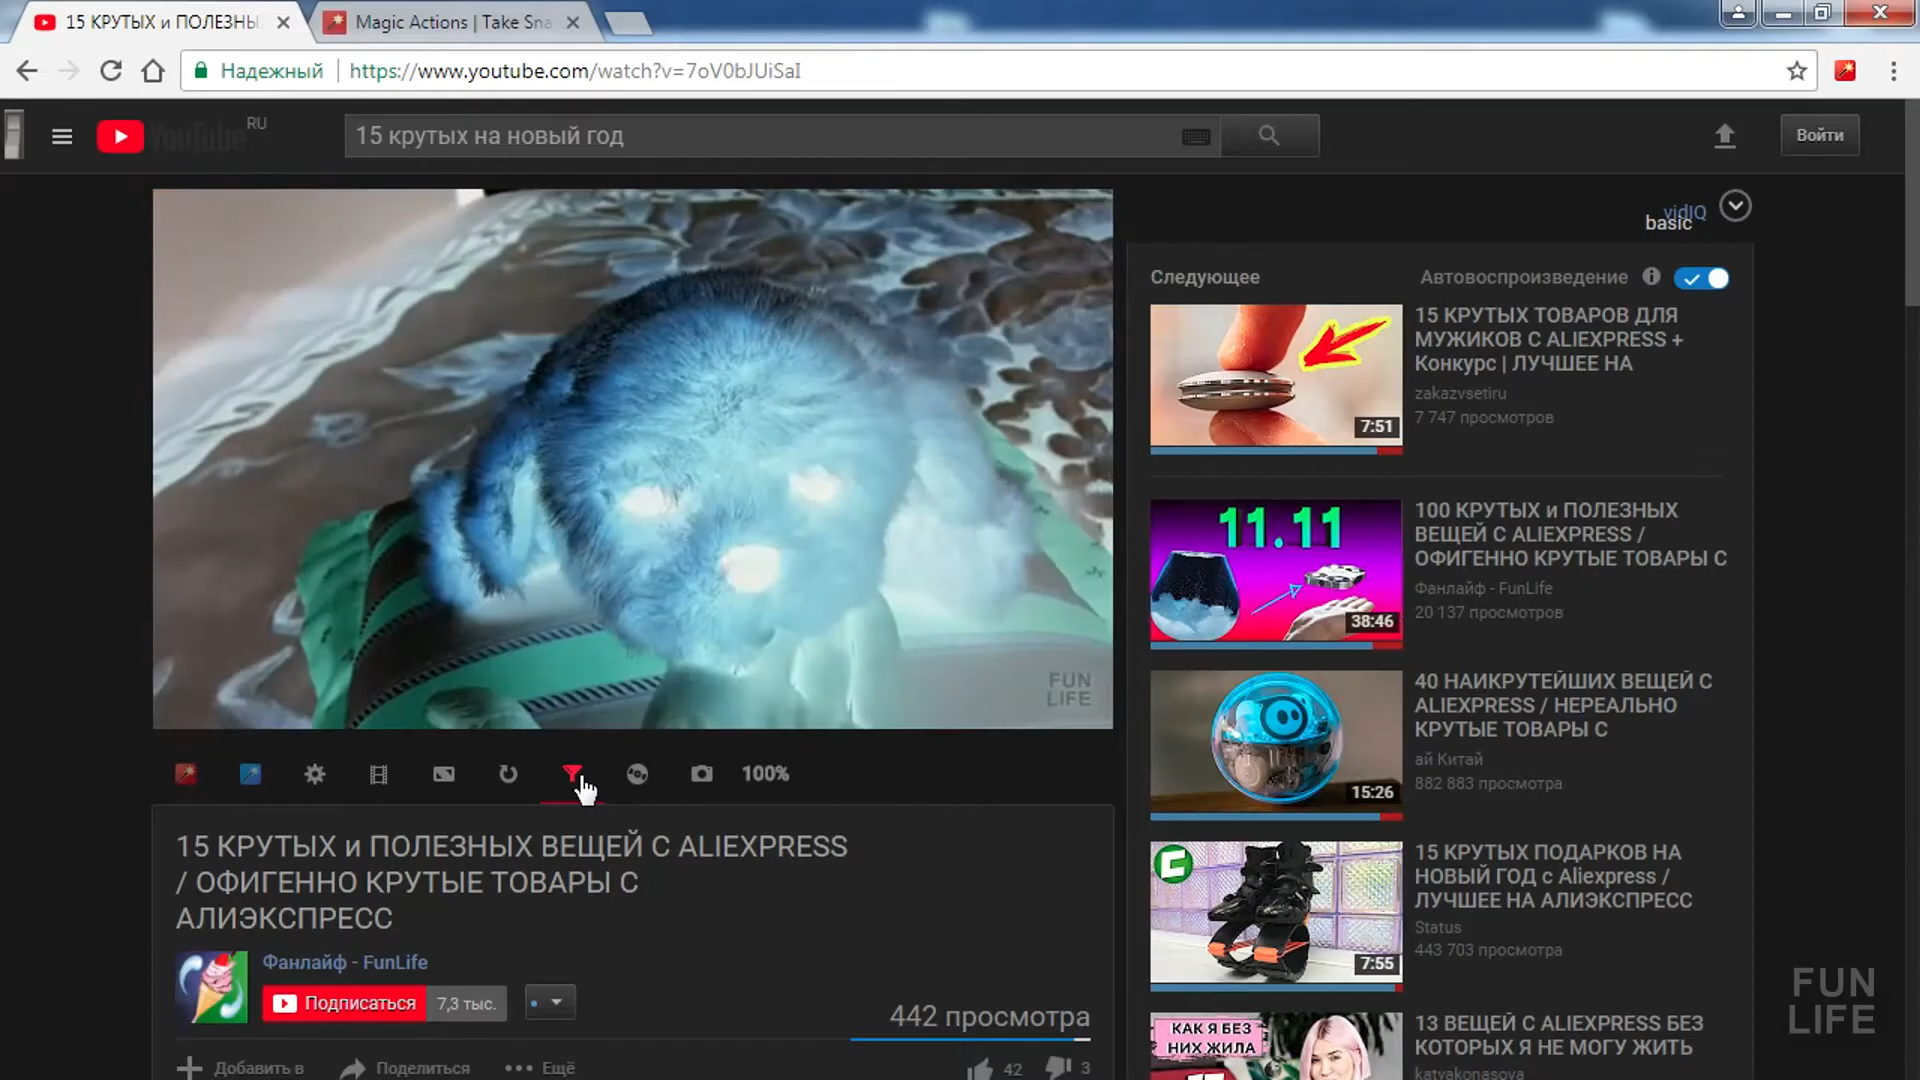 15 КРУТЫХ и ПОЛЕЗНЫ
Magic Actions | Take Sna
Надежный
https://www.youtube.com/watch?v=7oV0bJUiSaI
YouTube
RU
15 крутых на новый год
Войти
vidIQ
basic
Следующее
Автовоспроизведение
15 КРУТЫХ ТОВАРОВ ДЛЯ
МУЖИКОВ С ALIEXPRESS +
Конкурс | ЛУЧШЕЕ НА
zakazvsetiru
7 747 просмотров
7:51
11.11
38:46
100 КРУТЫХ и ПОЛЕЗНЫХ
ВЕЩЕЙ С ALIEXPRESS /
ОФИГЕННО КРУТЫЕ ТОВАРЫ С
Фанлайф - FunLife
20 137 просмотров
15:26
40 НАИКРУТЕЙШИХ ВЕЩЕЙ С
ALIEXPRESS / НЕРЕАЛЬНО
КРУТЫЕ ТОВАРЫ С
ай Китай
882 883 просмотра
7:55
15 КРУТЫХ ПОДАРКОВ НА
НОВЫЙ ГОД с Aliexpress /
ЛУЧШЕЕ НА АЛИЭКСПРЕСС
Status
443 703 просмотра
КАК Я БЕЗ
НИХ ЖИЛА
13 ВЕЩЕЙ С ALIEXPRESS БЕЗ
КОТОРЫХ Я НЕ МОГУ ЖИТЬ
katyakonasova
FUN
LIFE
100%
15 КРУТЫХ и ПОЛЕЗНЫХ ВЕЩЕЙ С ALIEXPRESS
/ ОФИГЕННО КРУТЫЕ ТОВАРЫ С
АЛИЭКСПРЕСС
Фанлайф - FunLife
Подписаться
7,3 тыс.
442 просмотра
Добавить в
Поделиться
Ещё
42
3
FUN
LIFE